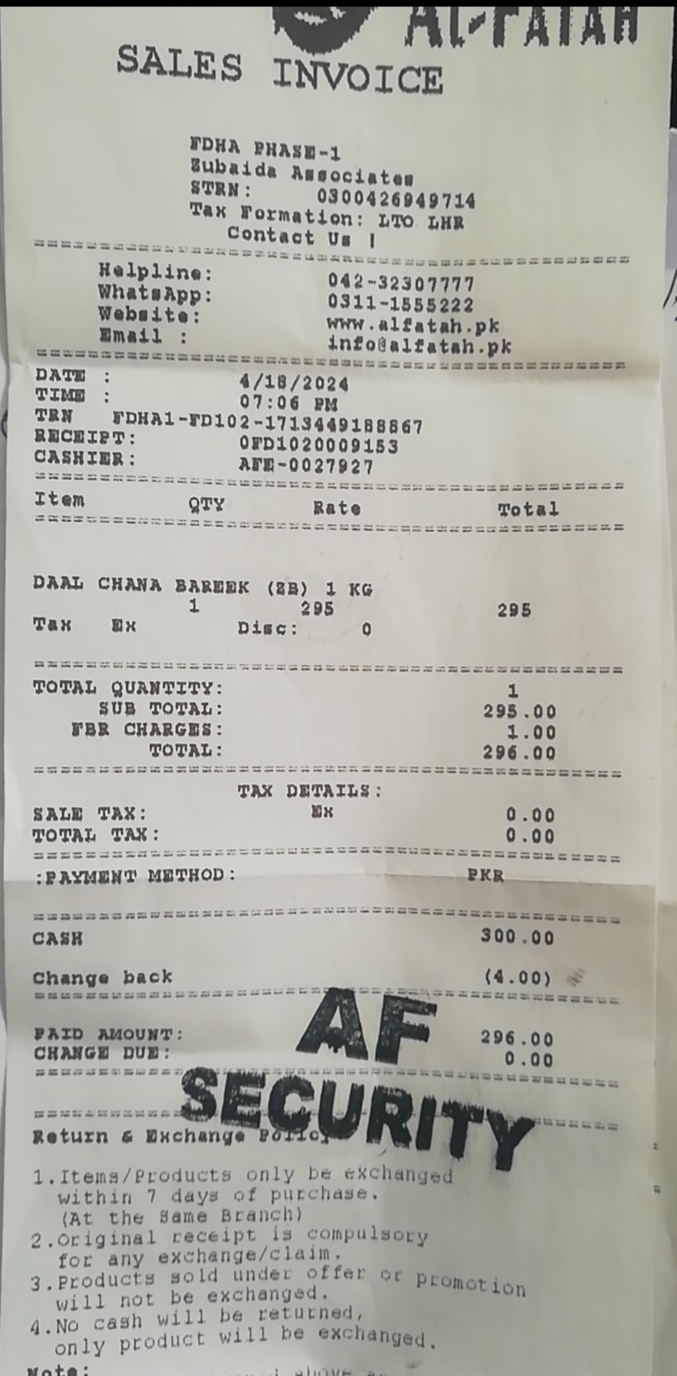 AL-FATAH
SALES INVOICE
FDHA PHASE-1
Zubaida Associates
STRN: 0300426949714
Tax Formation: LTO LHR
Contact Us !
==================================================
Helpline: 042-32307777
WhatsApp: 0311-1555222
Website: www.alfatah.pk
Email : info@alfatah.pk
==================================================
DATE : 4/18/2024
TIME : 07:06 PM
TRN FDHA1-FD102-1713449188867
RECEIPT: 0FD1020009153
CASHIER: AFE-0027927
==================================================
Item QTY Rate Total
==================================================
DAAL CHANA BAREEK (ZB) 1 KG
1 295 295
Tax Ex Disc: 0
==================================================
TOTAL QUANTITY: 1
SUB TOTAL: 295.00
FBR CHARGES: 1.00
TOTAL: 296.00
==================================================
TAX DETAILS:
SALE TAX: Ex 0.00
TOTAL TAX: 0.00
==================================================
:PAYMENT METHOD: PKR
==================================================
CASH 300.00
Change back (4.00)
==================================================
PAID AMOUNT: 296.00
CHANGE DUE: 0.00
==================================================
AF
SECURITY
==================================================
Return & Exchange Policy
1.Items/Products only be exchanged
within 7 days of purchase.
(At the Same Branch)
2.Original receipt is compulsory
for any exchange/claim.
3.Products sold under offer or promotion
will not be exchanged.
4.No cash will be returned,
only product will be exchanged.
Note: above